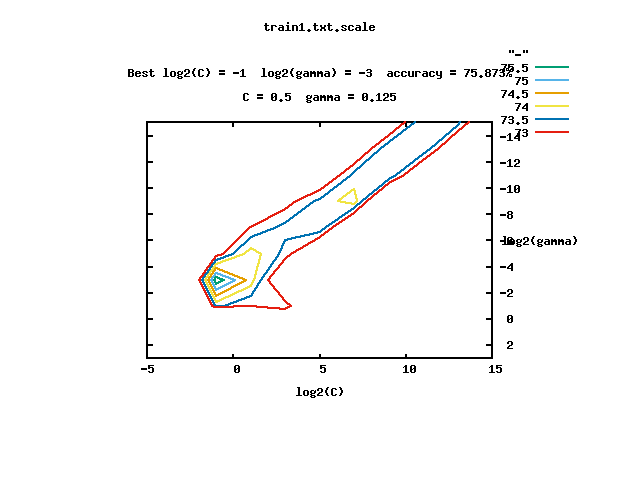 train1.txt.scale
"-"
Best log2(C) = -1  log2(gamma) = -3  accuracy = 75.873%
C = 0.5  gamma = 0.125
75.5
75
74.5
74
73.5
73
-14
-12
-10
-8
-6
-4
-2
0
2
log2(gamma)
-5 0 5 10 15
log2(C)